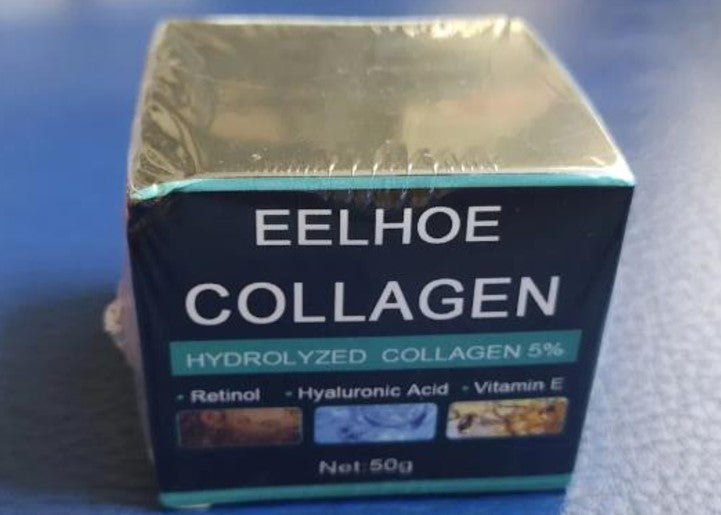 EELHOE
COLLAGEN
HYDROLYZED COLLAGEN 5%
• Retinol • Hyaluronic Acid • Vitamin E
Net:50g